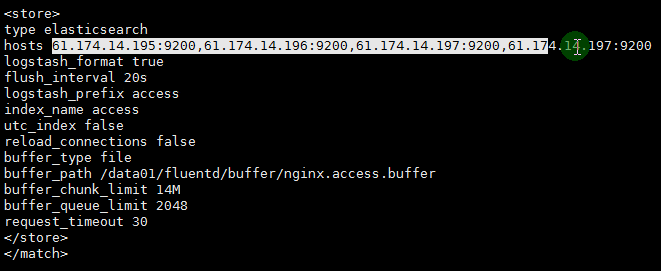 <store>
type elasticsearch
hosts 61.174.14.195:9200,61.174.14.196:9200,61.174.14.197:9200,61.174.14.197:9200
logstash_format true
flush_interval 20s
logstash_prefix access
index_name access
utc_index false
reload_connections false
buffer_type file
buffer_path /data01/fluentd/buffer/nginx.access.buffer
buffer_chunk_limit 14M
buffer_queue_limit 2048
request_timeout 30
</store>
</match>